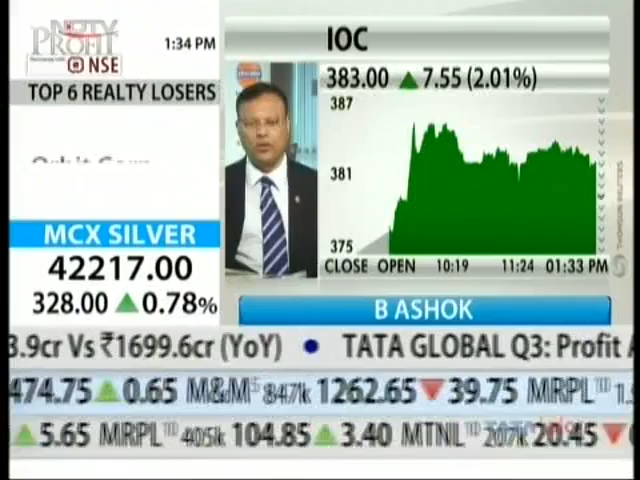 NDTV
PROFIT
NSE
1:34 PM
TOP 6 REALTY LOSERS
MCX SILVER
42217.00
328.00 ▲ 0.78%
IOC
383.00 ▲ 7.55 (2.01%)
387
381
375
CLOSE OPEN 10:19 11:24 01:33 PM
THOMSON REUTERS
B ASHOK
3.9cr Vs ₹1699.6cr (YoY) ● TATA GLOBAL Q3: Profit
474.75 ▲ 0.65 M&M 847k 1262.65 ▼ 39.75 MRPL
▲ 5.65 MRPL 405k 104.85 ▲ 3.40 MTNL 207k 20.45 ▼